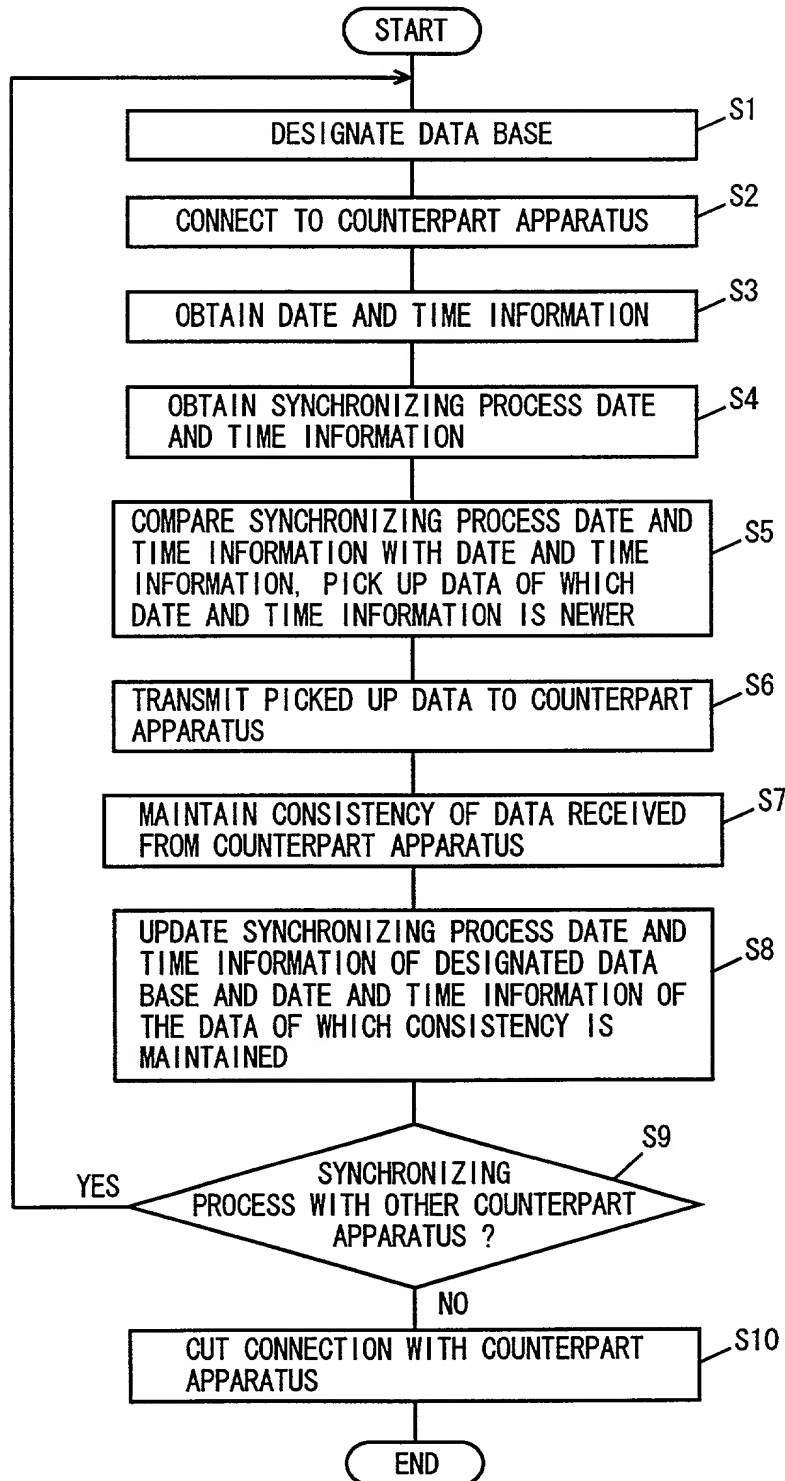 START
DESIGNATE DATA BASE
S1
CONNECT TO COUNTERPART APPARATUS
S2
OBTAIN DATE AND TIME INFORMATION
S3
OBTAIN SYNCHRONIZING PROCESS DATE
AND TIME INFORMATION
S4
COMPARE SYNCHRONIZING PROCESS DATE AND
TIME INFORMATION WITH DATE AND TIME
INFORMATION, PICK UP DATA OF WHICH
DATE AND TIME INFORMATION IS NEWER
S5
TRANSMIT PICKED UP DATA TO COUNTERPART
APPARATUS
S6
MAINTAIN CONSISTENCY OF DATA RECEIVED
FROM COUNTERPART APPARATUS
S7
UPDATE SYNCHRONIZING PROCESS DATE AND
TIME INFORMATION OF DESIGNATED DATA
BASE AND DATE AND TIME INFORMATION OF
THE DATA OF WHICH CONSISTENCY IS
MAINTAINED
S8
S9
YES
SYNCHRONIZING
PROCESS WITH OTHER COUNTERPART
APPARATUS ?
NO
CUT CONNECTION WITH COUNTERPART
APPARATUS
S10
END